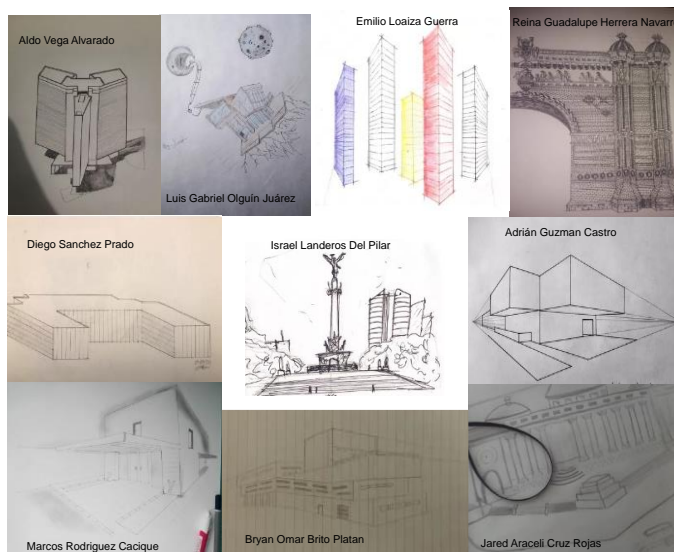 Aldo Vega Alvarado
Luis Gabriel Olguín Juárez
Emilio Loaiza Guerra
Reina Guadalupe Herrera Navarr
Diego Sanchez Prado
Israel Landeros Del Pilar
Adrián Guzman Castro
Marcos Rodriguez Cacique
Bryan Omar Brito Platan
Jared Araceli Cruz Rojas